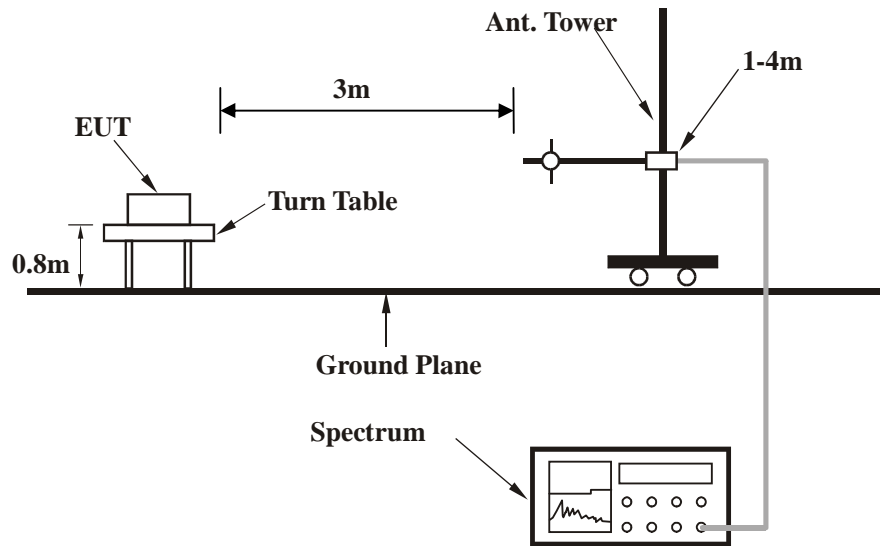 Ant. Tower
1-4m
3m
EUT
Turn Table
0.8m
Ground Plane
Spectrum